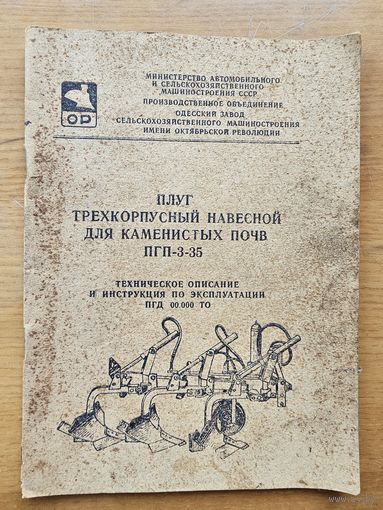 ОР
МИНИСТЕРСТВО АВТОМОБИЛЬНОГО
И СЕЛЬСКОХОЗЯЙСТВЕННОГО
МАШИНОСТРОЕНИЯ СССР
ПРОИЗВОДСТВЕННОЕ ОБЪЕДИНЕНИЕ
ОДЕССКИЙ ЗАВОД
СЕЛЬСКОХОЗЯЙСТВЕННОГО МАШИНОСТРОЕНИЯ
ИМЕНИ ОКТЯБРЬСКОЙ РЕВОЛЮЦИИ
ПЛУГ
ТРЕХКОРПУСНЫЙ НАВЕСНОЙ
ДЛЯ КАМЕНИСТЫХ ПОЧВ
ПГП-3-35
ТЕХНИЧЕСКОЕ ОПИСАНИЕ
И ИНСТРУКЦИЯ ПО ЭКСПЛУАТАЦИИ
ПГД 00.000 ТО